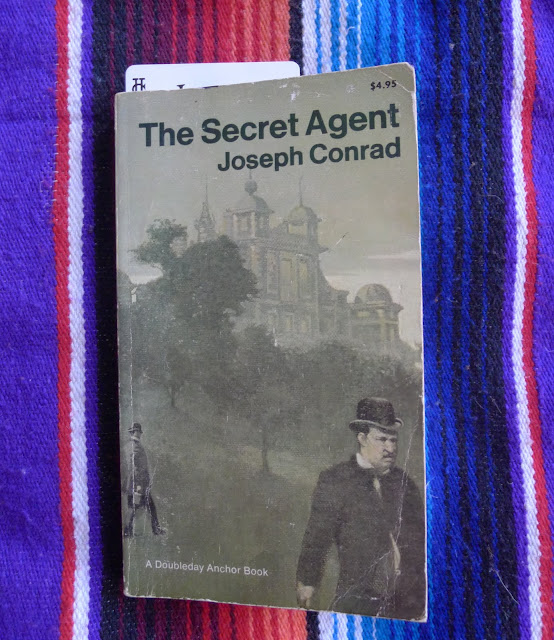 $4.95
The Secret Agent
Joseph Conrad
A Doubleday Anchor Book